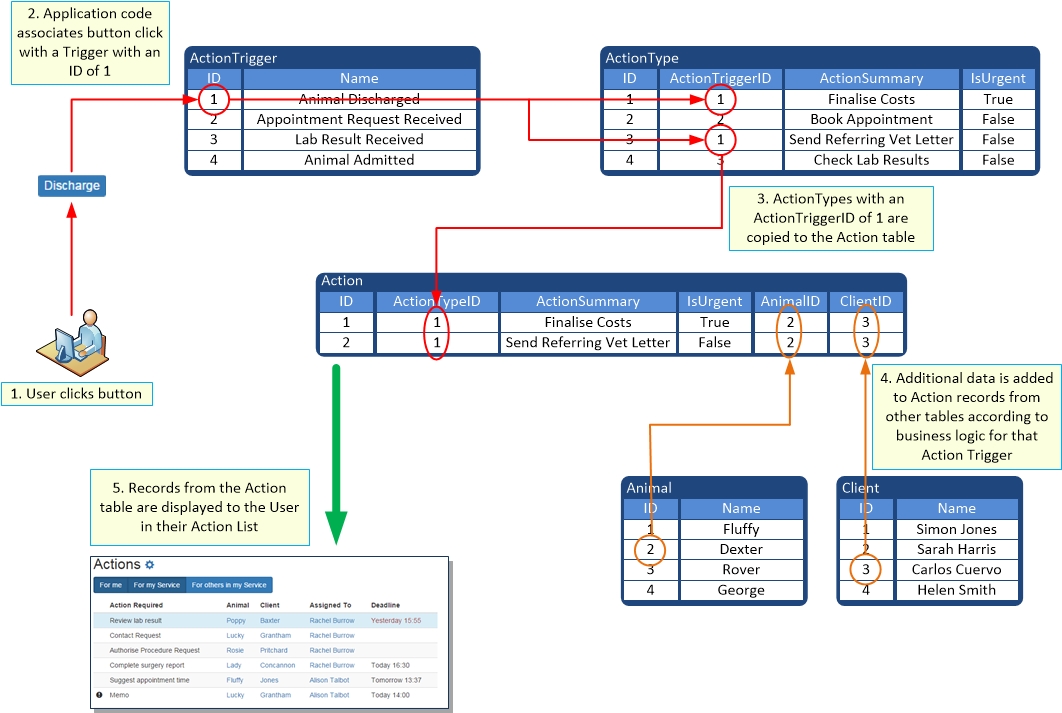 2. Application code
associates button click
with a Trigger with an
ID of 1
ActionTrigger
ID Name
1 Animal Discharged
2 Appointment Request Received
3 Lab Result Received
4 Animal Admitted
ActionType
ID ActionTriggerID ActionSummary IsUrgent
1 1 Finalise Costs True
2 2 Book Appointment False
3 1 Send Referring Vet Letter False
4 3 Check Lab Results False
Discharge
3. ActionTypes with an
ActionTriggerID of 1 are
copied to the Action table
Action
ID ActionTypeID ActionSummary IsUrgent AnimalID ClientID
1 1 Finalise Costs True 2 3
2 1 Send Referring Vet Letter False 2 3
1. User clicks button
4. Additional data is added
to Action records from
other tables according to
business logic for that
Action Trigger
5. Records from the Action
table are displayed to the User
in their Action List
Animal
ID Name
1 Fluffy
2 Dexter
3 Rover
4 George
Client
ID Name
1 Simon Jones
2 Sarah Harris
3 Carlos Cuervo
4 Helen Smith
Actions
For me For my Service For others in my Service
Action Required Animal Client Assigned To Deadline
Review lab result Poppy Baxter Rachel Burrow Yesterday 15:55
Contact Request Lucky Grantham Rachel Burrow
Authorise Procedure Request Rosie Pritchard Rachel Burrow
Complete surgery report Lady Concannon Rachel Burrow Today 16:30
Suggest appointment time Fluffy Jones Alison Talbot Tomorrow 13:37
Memo Lucky Grantham Alison Talbot Today 14:00